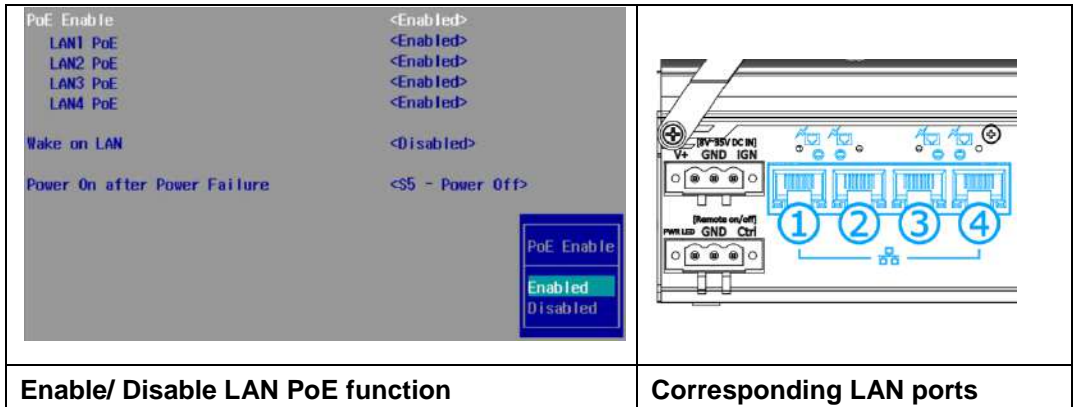 PoE Enable <Enabled>
LAN1 PoE <Enabled>
LAN2 PoE <Enabled>
LAN3 PoE <Enabled>
LAN4 PoE <Enabled>
Wake on LAN <Disabled>
Power On after Power Failure <S5 - Power Off>
PoE Enable
Enabled
Disabled
[8V~35V DC IN]
V+ GND IGN
[Remote on/off]
PWR LED GND Ctrl
1 2 3 4
Enable/ Disable LAN PoE function
Corresponding LAN ports